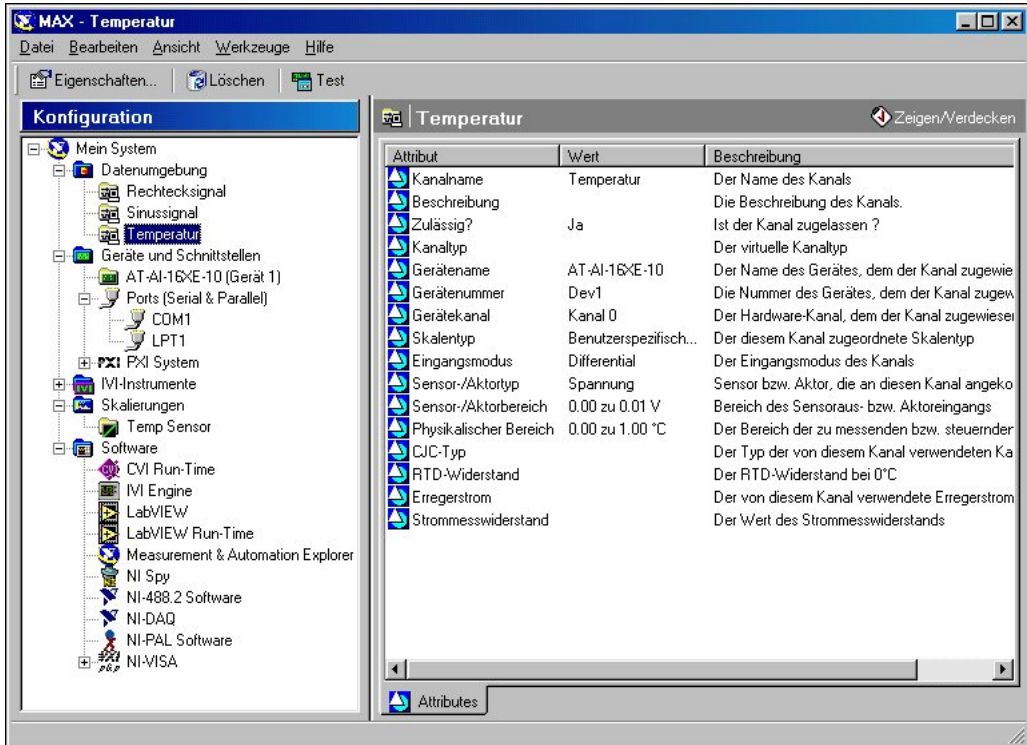 MAX - Temperatur
Datei Bearbeiten Ansicht Werkzeuge Hilfe
Eigenschaften... Löschen Test
Konfiguration
Mein System
Datenumgebung
Rechtecksignal
Sinussignal
Temperatur
Geräte und Schnittstellen
AT-AI-16XE-10 (Gerät 1)
Ports (Serial & Parallel)
COM1
LPT1
PXI PXI System
IVI-Instrumente
Skalierungen
Temp Sensor
Software
CVI Run-Time
IVI Engine
LabVIEW
LabVIEW Run-Time
Measurement & Automation Explorer
NI Spy
NI-488.2 Software
NI-DAQ
NI-PAL Software
NI-VISA
Temperatur Zeigen/Verdecken
Attribut Wert Beschreibung
Kanalname Temperatur Der Name des Kanals
Beschreibung Die Beschreibung des Kanals.
Zulässig? Ja Ist der Kanal zugelassen ?
Kanaltyp Der virtuelle Kanaltyp
Gerätename AT-AI-16XE-10 Der Name des Gerätes, dem der Kanal zugewie
Gerätenummer Dev1 Die Nummer des Gerätes, dem der Kanal zugew
Gerätekanal Kanal 0 Der Hardware-Kanal, dem der Kanal zugewieser
Skalentyp Benutzerspezifisch... Der diesem Kanal zugeordnete Skalentyp
Eingangsmodus Differential Der Eingangsmodus des Kanals
Sensor-/Aktortyp Spannung Sensor bzw. Aktor, die an diesen Kanal angeko
Sensor-/Aktorbereich 0.00 zu 0.01 V Bereich des Sensoraus- bzw. Aktoreingangs
Physikalischer Bereich 0.00 zu 1.00 °C Der Bereich der zu messenden bzw. steuernder
CJC-Typ Der Typ der von diesem Kanal verwendeten Ka
RTD-Widerstand Der RTD-Widerstand bei 0°C
Erregerstrom Der von diesem Kanal verwendete Erregerstrom
Strommesswiderstand Der Wert des Strommesswiderstands
Attributes